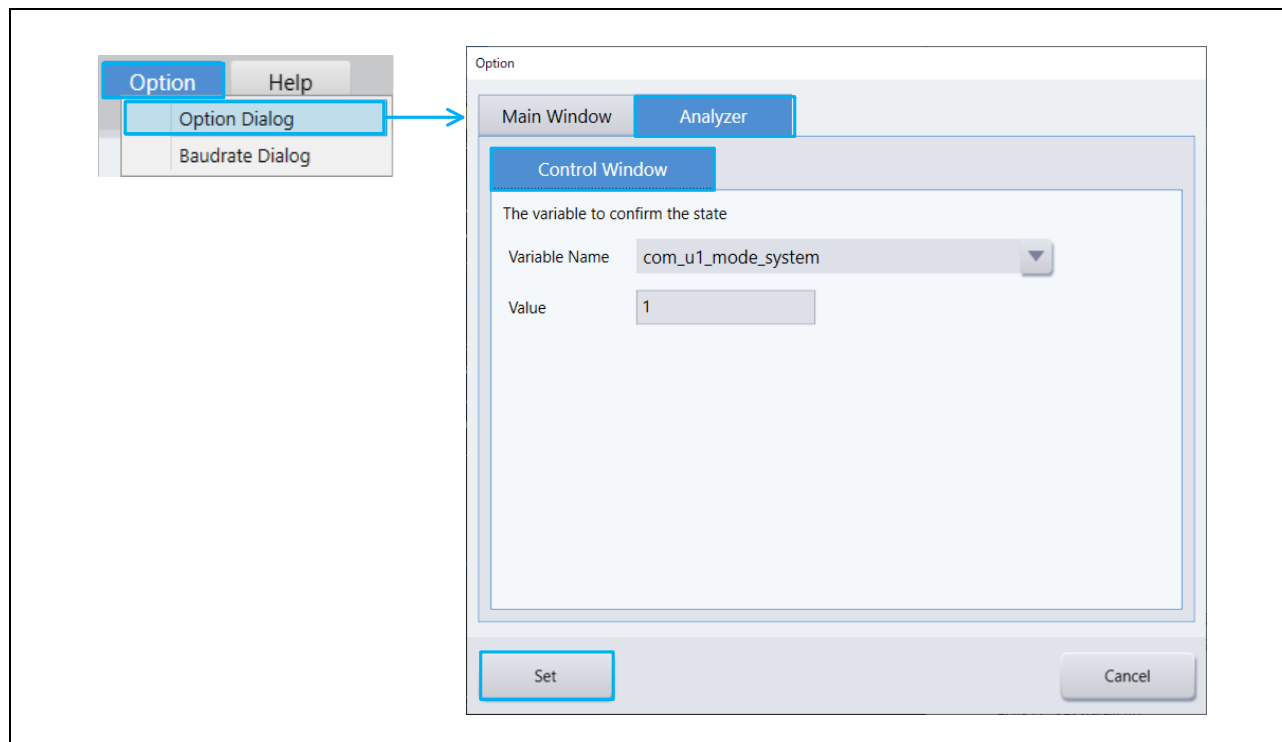 Option Help
Option Dialog
Baudrate Dialog
Option
Main Window Analyzer
Control Window
The variable to confirm the state
Variable Name com_u1_mode_system
Value 1
Set Cancel